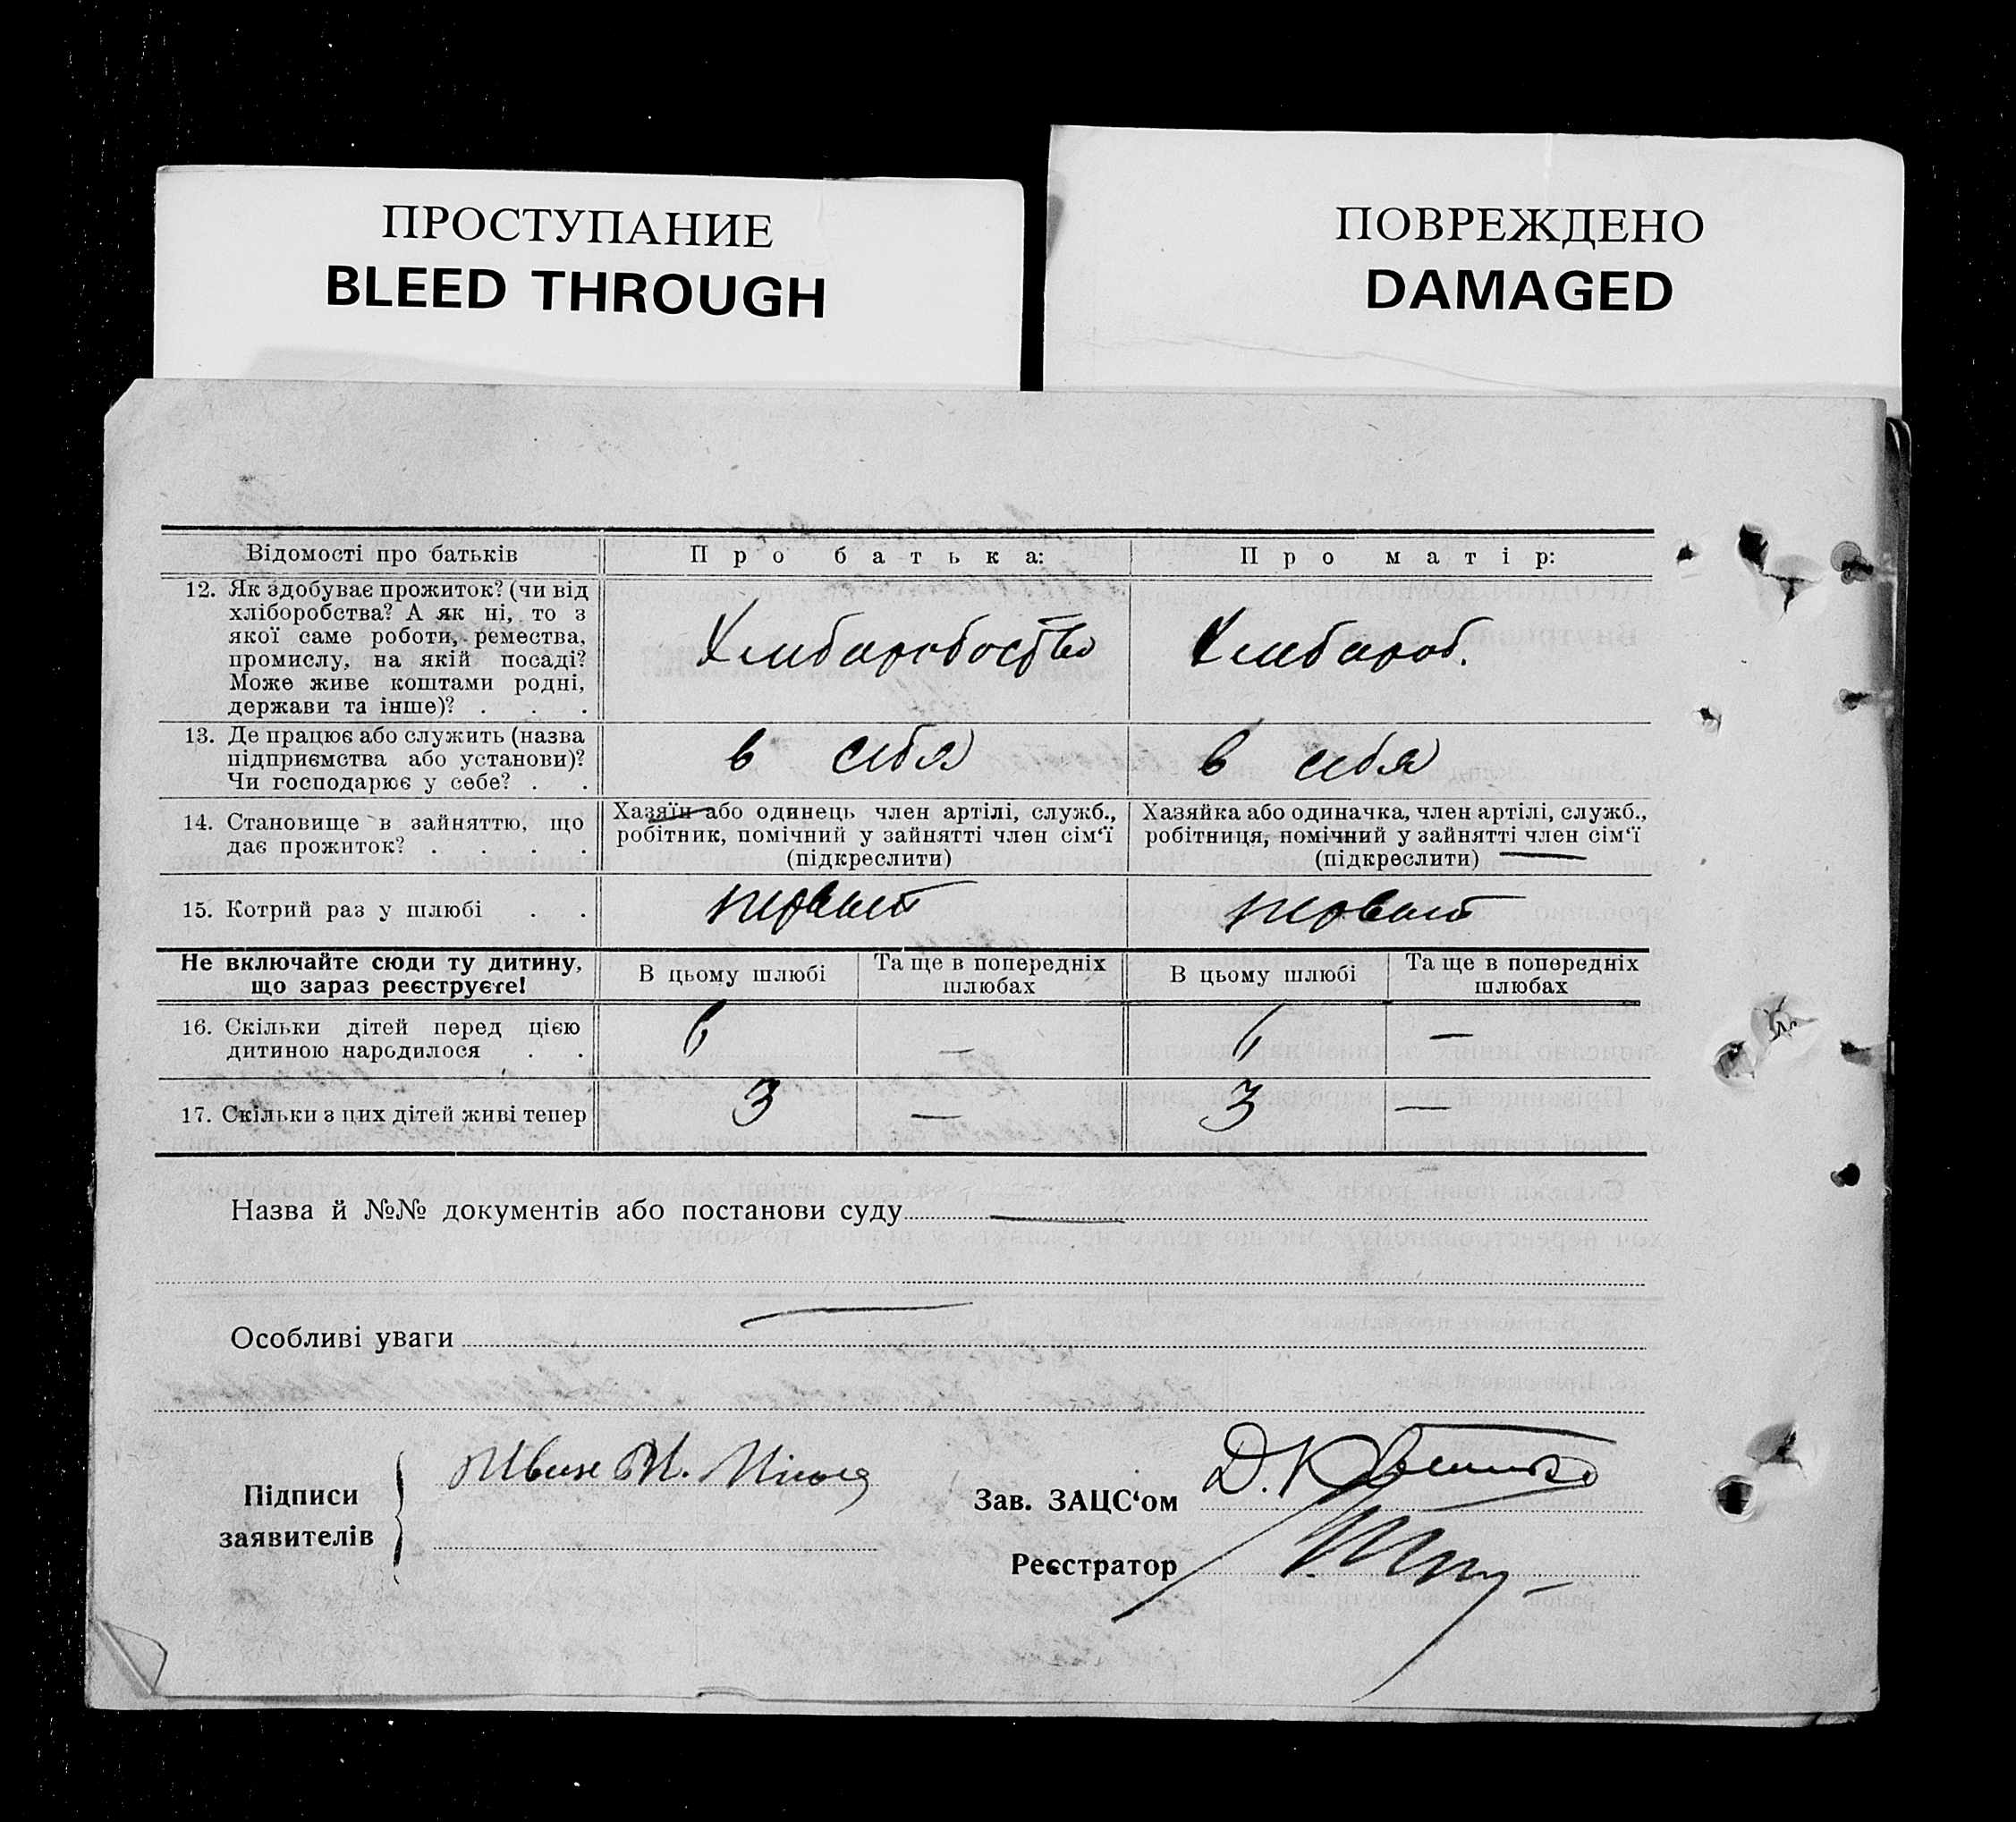 ПРОСТУПАНИЕ
BLEED THROUGH
ПОВРЕЖДЕНО
DAMAGED
Відомості про батьків
Про батька:
Про матір:
12. Як здобуває прожиток? (чи від
хліборобства? А як ні, то з
якої саме роботи, ремества,
промислу, на якій посаді?
Може живе коштами родні,
держави та інше)? . . .
Хлибаробоство
Хлибароб.
13. Де працює або служить (назва
підприємства або установи)?
Чи господарює у себе? . .
в себя
в себя
14. Становище в зайняттю, що
дає прожиток? . . . .
Хазяїн або одинець член артілі, служб.,
робітник, помічний у зайнятті член сім‘ї
(підкреслити)
Хазяйка або одиначка, член артілі, служб.,
робітниця, помічний у зайнятті член сім‘ї
(підкреслити)
15. Котрий раз у шлюбі . .
первый
первый
Не включайте сюди ту дитину,
що зараз реєструєте!
В цьому шлюбі
Та ще в попередніх
шлюбах
В цьому шлюбі
Та ще в попередніх
шлюбах
16. Скільки дітей перед цією
дитиною народилося . .
6
—
6
—
17. Скільки з цих дітей живі тепер
3
—
3
—
Назва й №№ документів або постанови суду —
Особливі уваги —
Підписи
заявителів
Зав. ЗАЦС‘ом
Реєстратор